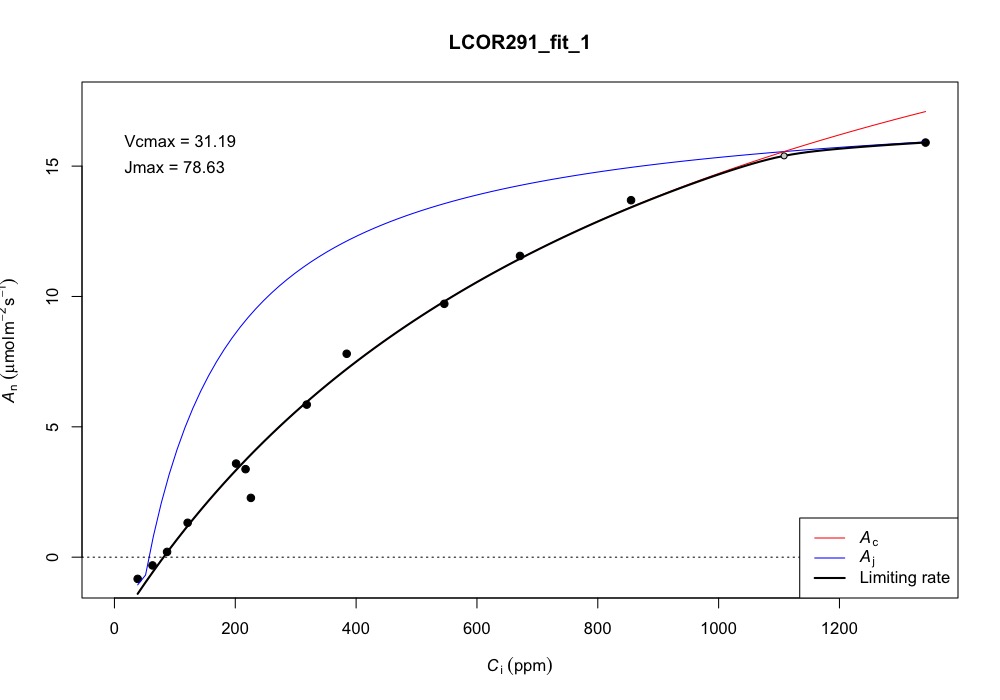 LCOR291_fit_1
Vcmax = 31.19
Jmax = 78.63
15
10
5
0
Aₙ (μmolm⁻²s⁻¹)
0 200 400 600 800 1000 1200
Cᵢ (ppm)
A꜀
Aⱼ
Limiting rate